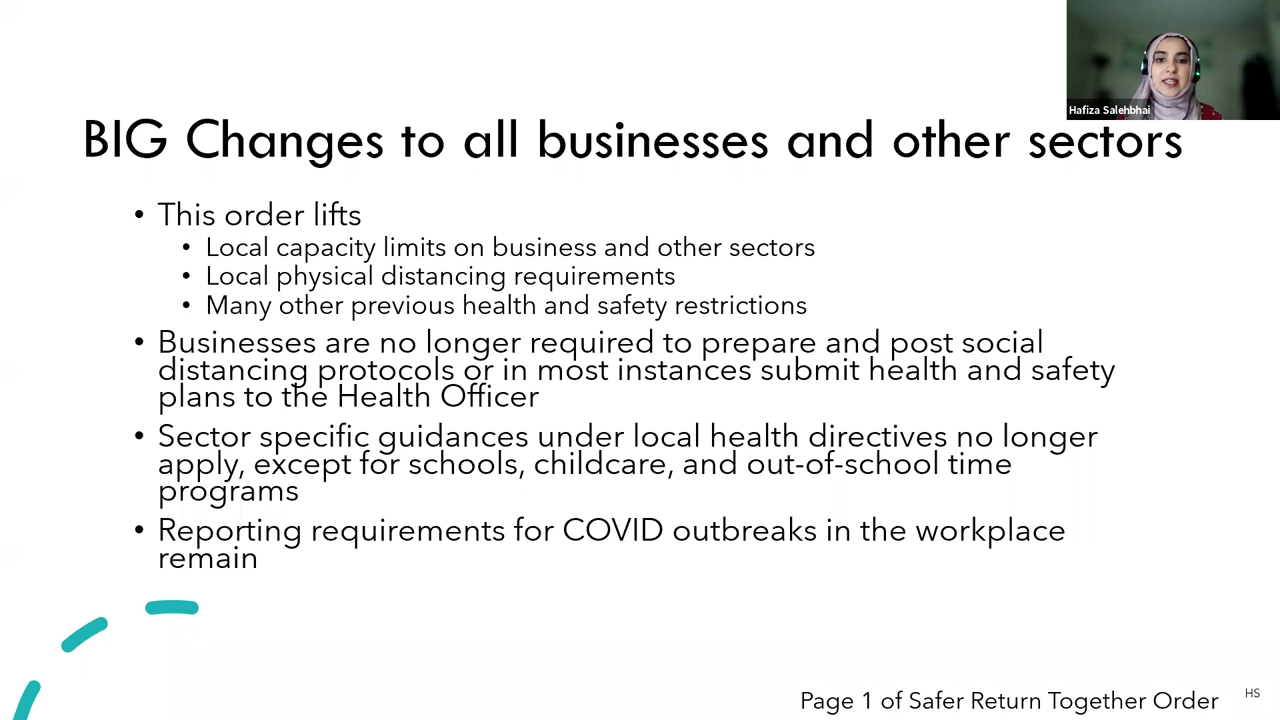 Hafiza Salehbhai
BIG Changes to all businesses and other sectors
• This order lifts
• Local capacity limits on business and other sectors
• Local physical distancing requirements
• Many other previous health and safety restrictions
• Businesses are no longer required to prepare and post social
distancing protocols or in most instances submit health and safety
plans to the Health Officer
• Sector specific guidances under local health directives no longer
apply, except for schools, childcare, and out-of-school time
programs
• Reporting requirements for COVID outbreaks in the workplace
remain
Page 1 of Safer Return Together Order
HS